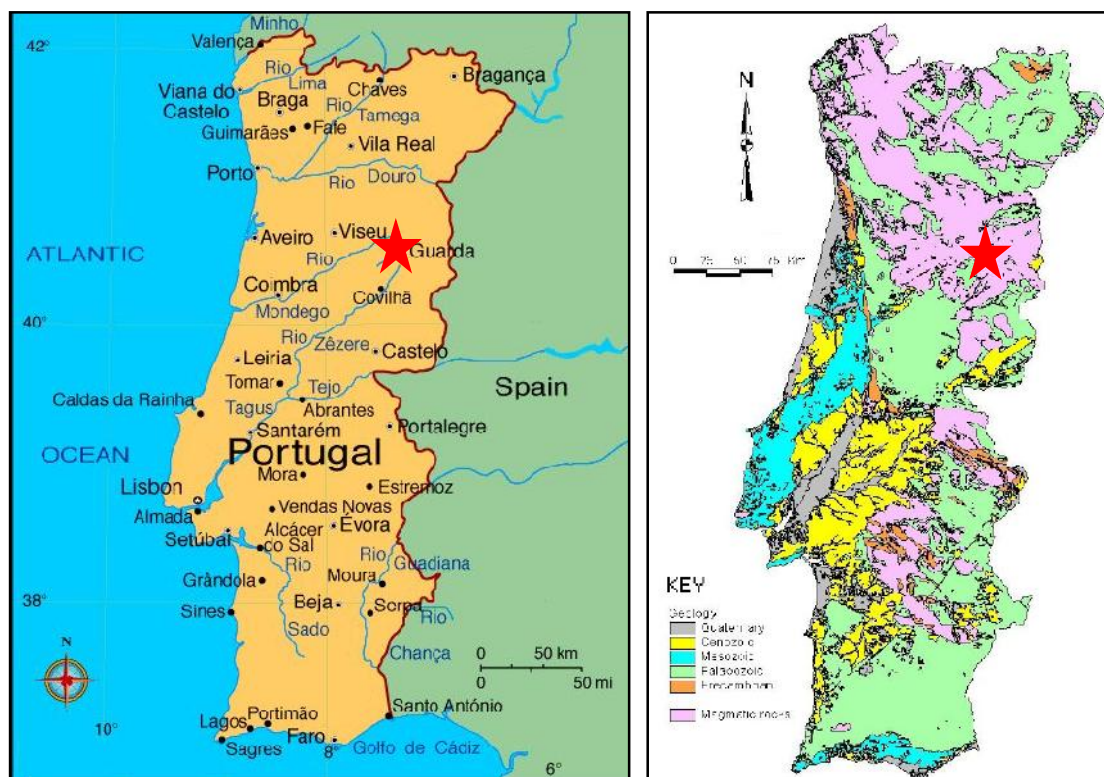 Minho
42°
Valença
Rio
Lima
Bragança
Viana do
Castelo
Braga
Chaves
Rio
Tamega
Guimarães
Fafe
Vila Real
Porto
Rio
Douro
Aveiro
Viseu
Guarda
ATLANTIC
Rio
Coimbra
Covilhã
Mondego
40°
Rio
Zêzere
Castelo
Leiria
Tomar
Tejo
Caldas da Rainha
Tagus
Abrantes
Spain
Santarém
Portalegre
Portugal
OCEAN
Mora
Estremoz
Lisbon
Vendas Novas
Almada
Évora
Setúbal
Alcácer
do Sal
Rio
Rio
Guadiana
Grândola
Moura
38°
Sines
Beja
Serpa
Rio
Sado
Chança
N
0 50 km
0 50 mi
10°
Lagos
Portimão
Santo António
Sagres
Faro
8°
Golfo de Cádiz
6°
N
0 25 50 75 Km
KEY
Geology
Quaternary
Cenozoic
Mesozoic
Palaeozoic
Precambrian
Magmatic rocks